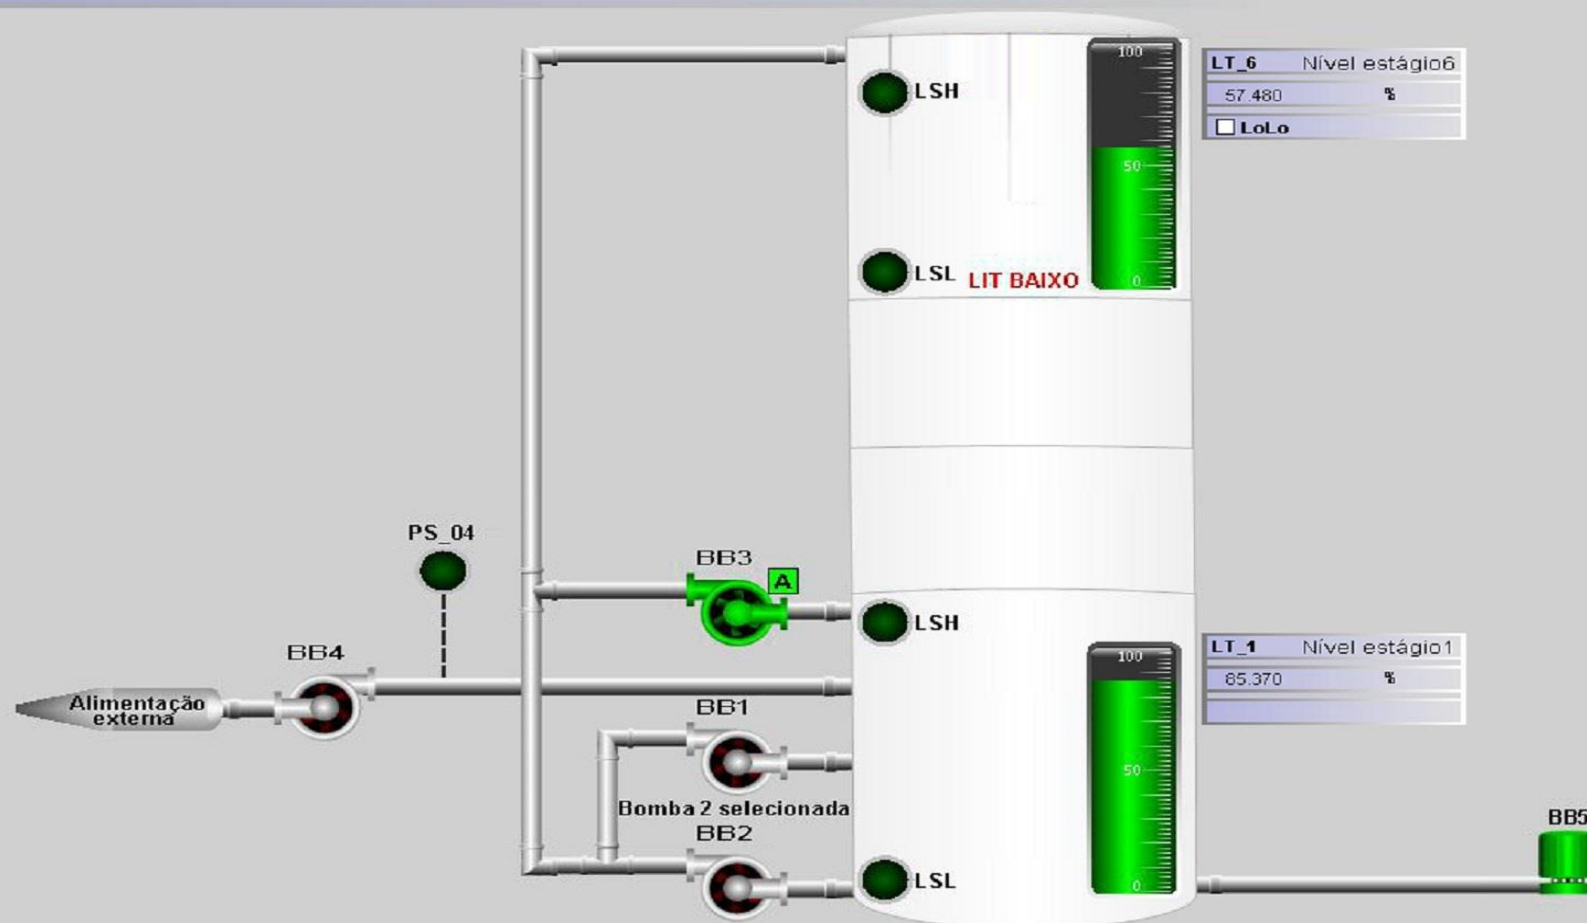 100
LSH
50
LSL
LIT BAIXO
0
LT_6 Nível estágio6
57.480 %
LoLo
PS_04
BB3
A
LSH
BB4
Alimentação
externa
BB1
Bomba 2 selecionada
BB2
LSL
100
50
0
LT_1 Nível estágio1
85.370 %
BB5